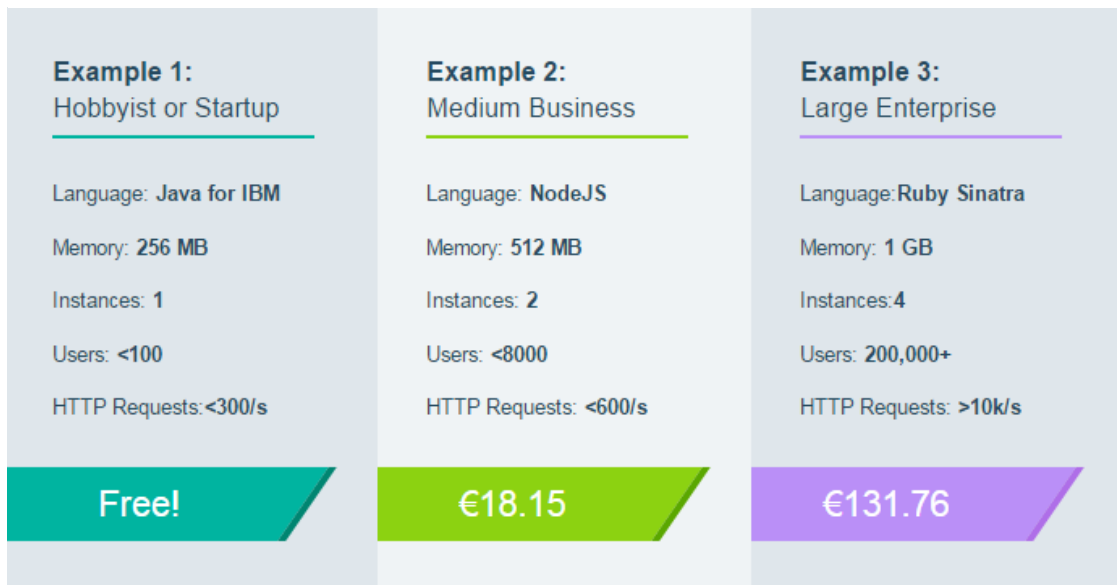 Example 1:
Hobbyist or Startup
Language: Java for IBM
Memory: 256 MB
Instances: 1
Users: <100
HTTP Requests:<300/s
Free!
Example 2:
Medium Business
Language: NodeJS
Memory: 512 MB
Instances: 2
Users: <8000
HTTP Requests: <600/s
€18.15
Example 3:
Large Enterprise
Language:Ruby Sinatra
Memory: 1 GB
Instances:4
Users: 200,000+
HTTP Requests: >10k/s
€131.76